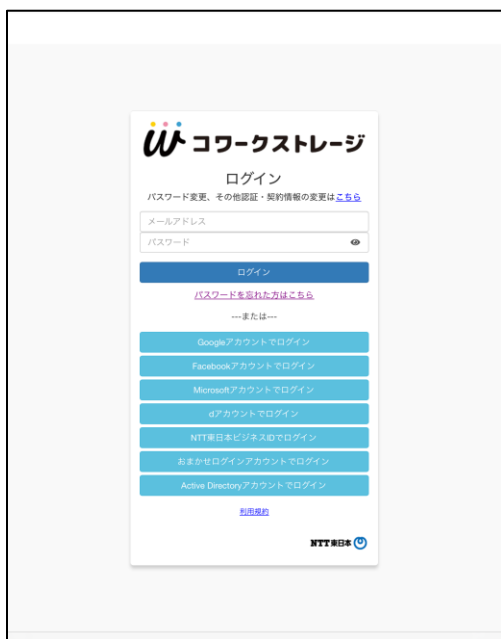 コワークストレージ
ログイン
パスワード変更、その他認証・契約情報の変更はこちら
メールアドレス
パスワード
ログイン
パスワードを忘れた方はこちら
---または---
Googleアカウントでログイン
Facebookアカウントでログイン
Microsoftアカウントでログイン
dアカウントでログイン
NTT東日本ビジネスIDでログイン
おまかせログインアカウントでログイン
Active Directoryアカウントでログイン
利用規約
NTT東日本